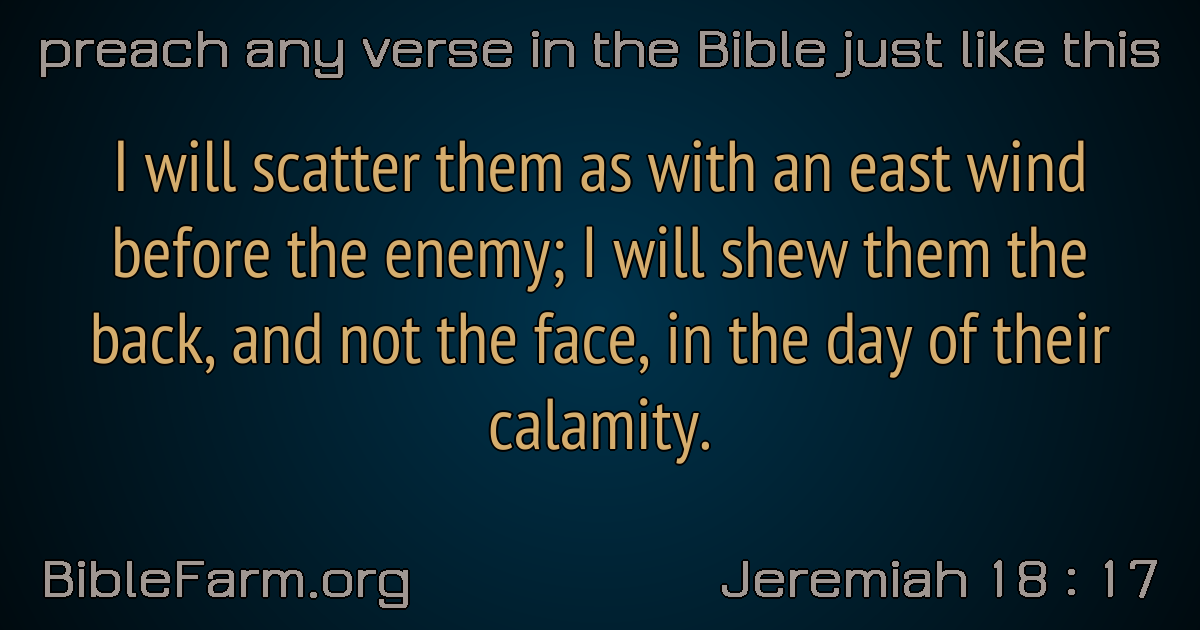 preach any verse in the Bible just like this
I will scatter them as with an east wind
before the enemy; I will shew them the
back, and not the face, in the day of their
calamity.
BibleFarm.org
Jeremiah 18 : 17